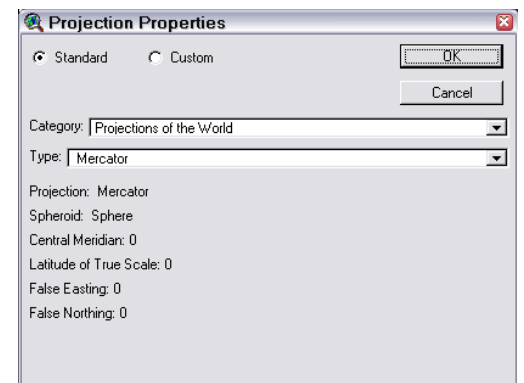 Projection Properties
Standard Custom OK
Cancel
Category: Projections of the World
Type: Mercator
Projection: Mercator
Spheroid: Sphere
Central Meridian: 0
Latitude of True Scale: 0
False Easting: 0
False Northing: 0